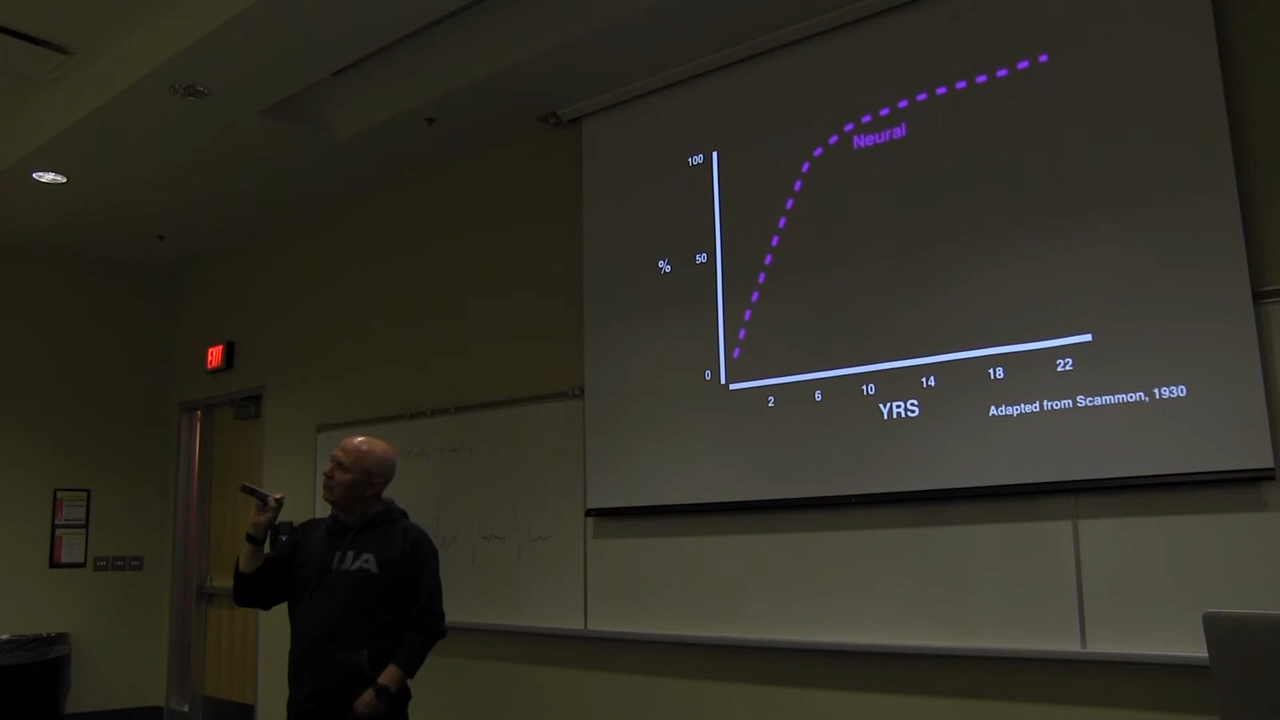 Neural
100
%
50
0
2 6 10 14 18 22
YRS
Adapted from Scammon, 1930
EXIT
UA